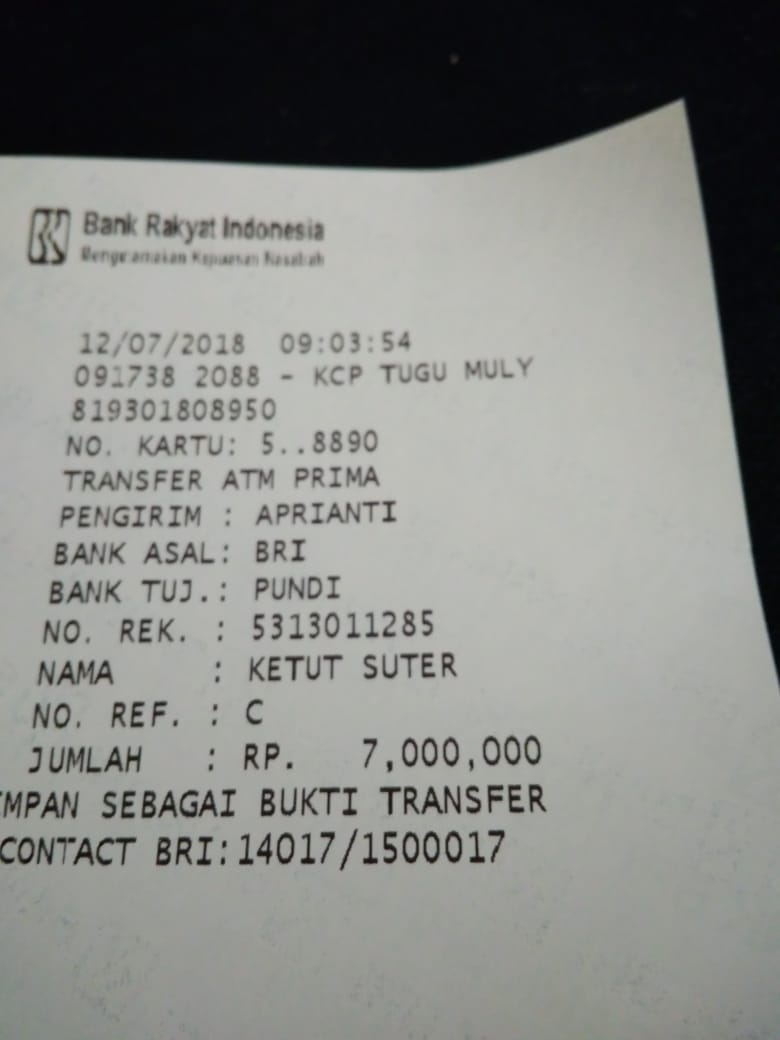 Bank Rakyat Indonesia
12/07/2018 09:03:54
091738 2088 - KCP TUGU MULY
819301808950
NO. KARTU: 5..8890
TRANSFER ATM PRIMA
PENGIRIM : APRIANTI
BANK ASAL: BRI
BANK TUJ.: PUNDI
NO. REK. : 5313011285
NAMA : KETUT SUTER
NO. REF. : C
JUMLAH : RP. 7,000,000
MPAN SEBAGAI BUKTI TRANSFER
CONTACT BRI:14017/1500017